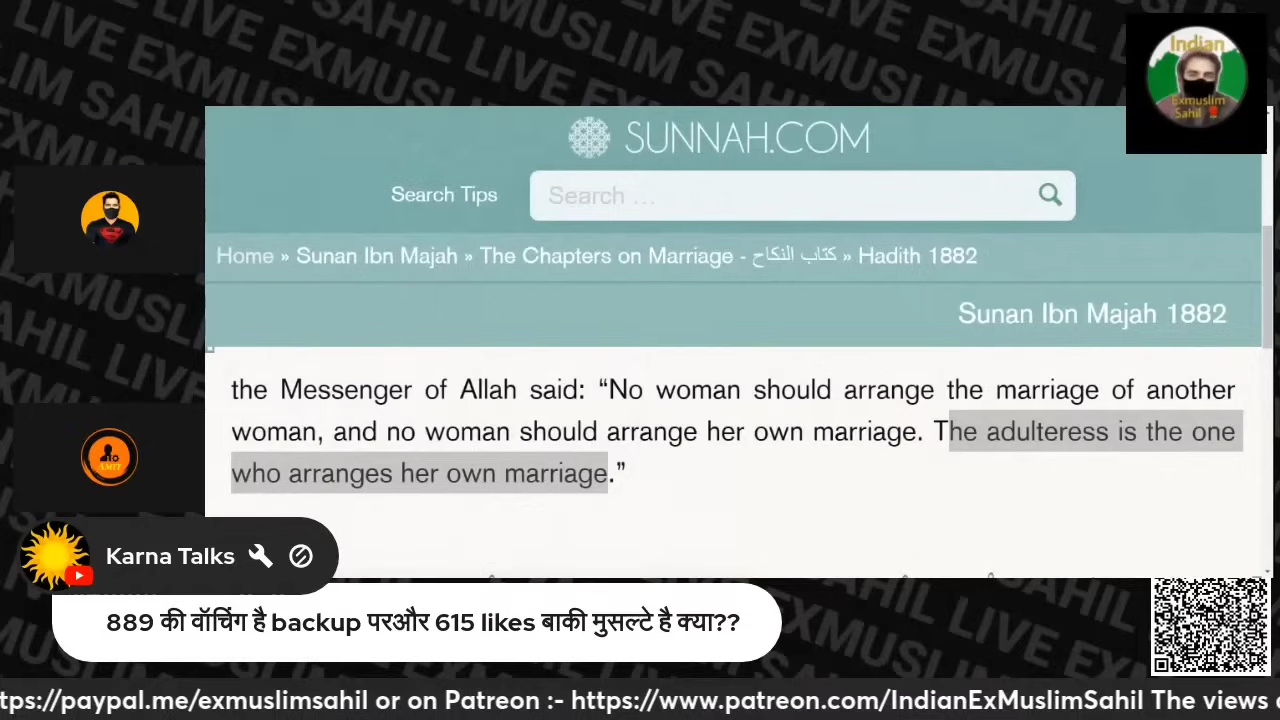 Indian
Exmuslim
Sahil
SUNNAH.COM
Search Tips
Search ...
Home » Sunan Ibn Majah » The Chapters on Marriage - كتاب النكاح » Hadith 1882
Sunan Ibn Majah 1882
the Messenger of Allah said: “No woman should arrange the marriage of another
woman, and no woman should arrange her own marriage. The adulteress is the one
who arranges her own marriage.”
AMIT
Karna Talks
889 की वॉचिंग है backup परऔर 615 likes बाकी मुसल्टे है क्या??
tps://paypal.me/exmuslimsahil or on Patreon :- https://www.patreon.com/IndianExMuslimSahil The views